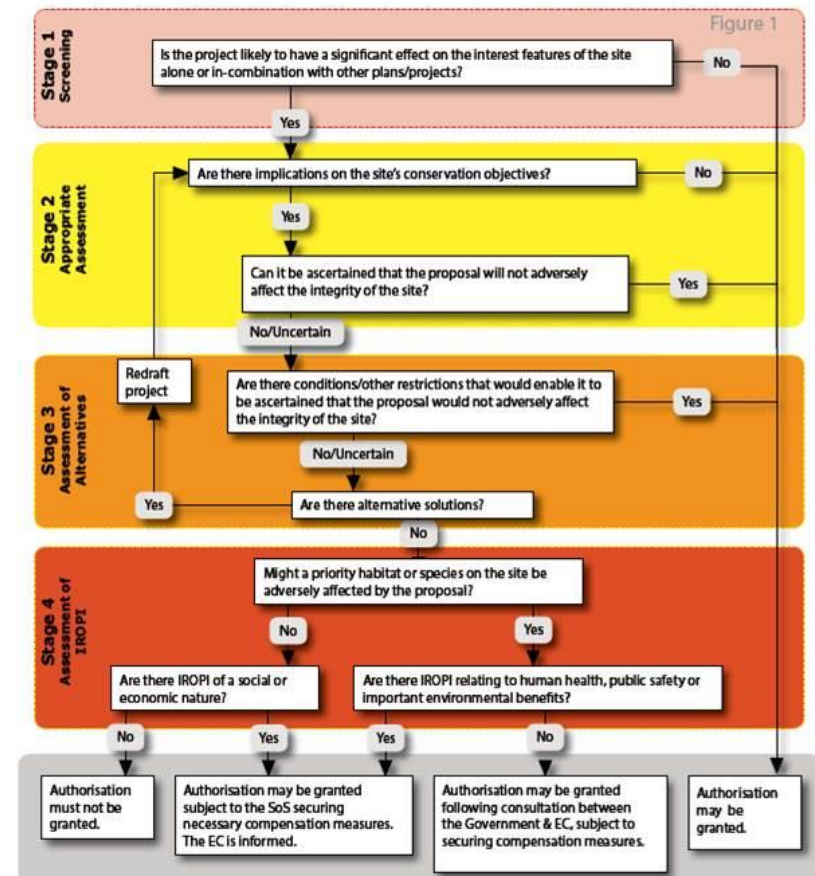 Figure 1
Stage 1
Screening
Is the project likely to have a significant effect on the interest features of the site
alone or in-combination with other plans/projects?
No
Yes
Stage 2
Appropriate
Assessment
Are there implications on the site's conservation objectives?
No
Yes
Can it be ascertained that the proposal will not adversely
affect the integrity of the site?
Yes
No/Uncertain
Stage 3
Assessment of
Alternatives
Redraft
project
Are there conditions/other restrictions that would enable it to
be ascertained that the proposal would not adversely affect
the integrity of the site?
Yes
No/Uncertain
Yes
Are there alternative solutions?
No
Stage 4
Assessment of
IROPI
Might a priority habitat or species on the site be
adversely affected by the proposal?
No
Yes
Are there IROPI of a social or
economic nature?
Are there IROPI relating to human health, public safety or
important environmental benefits?
No
Yes
Yes
No
Authorisation
must not be
granted.
Authorisation may be granted
subject to the SoS securing
necessary compensation measures.
The EC is informed.
Authorisation may be granted
following consultation between
the Government & EC, subject to
securing compensation measures.
Authorisation
may be
granted.